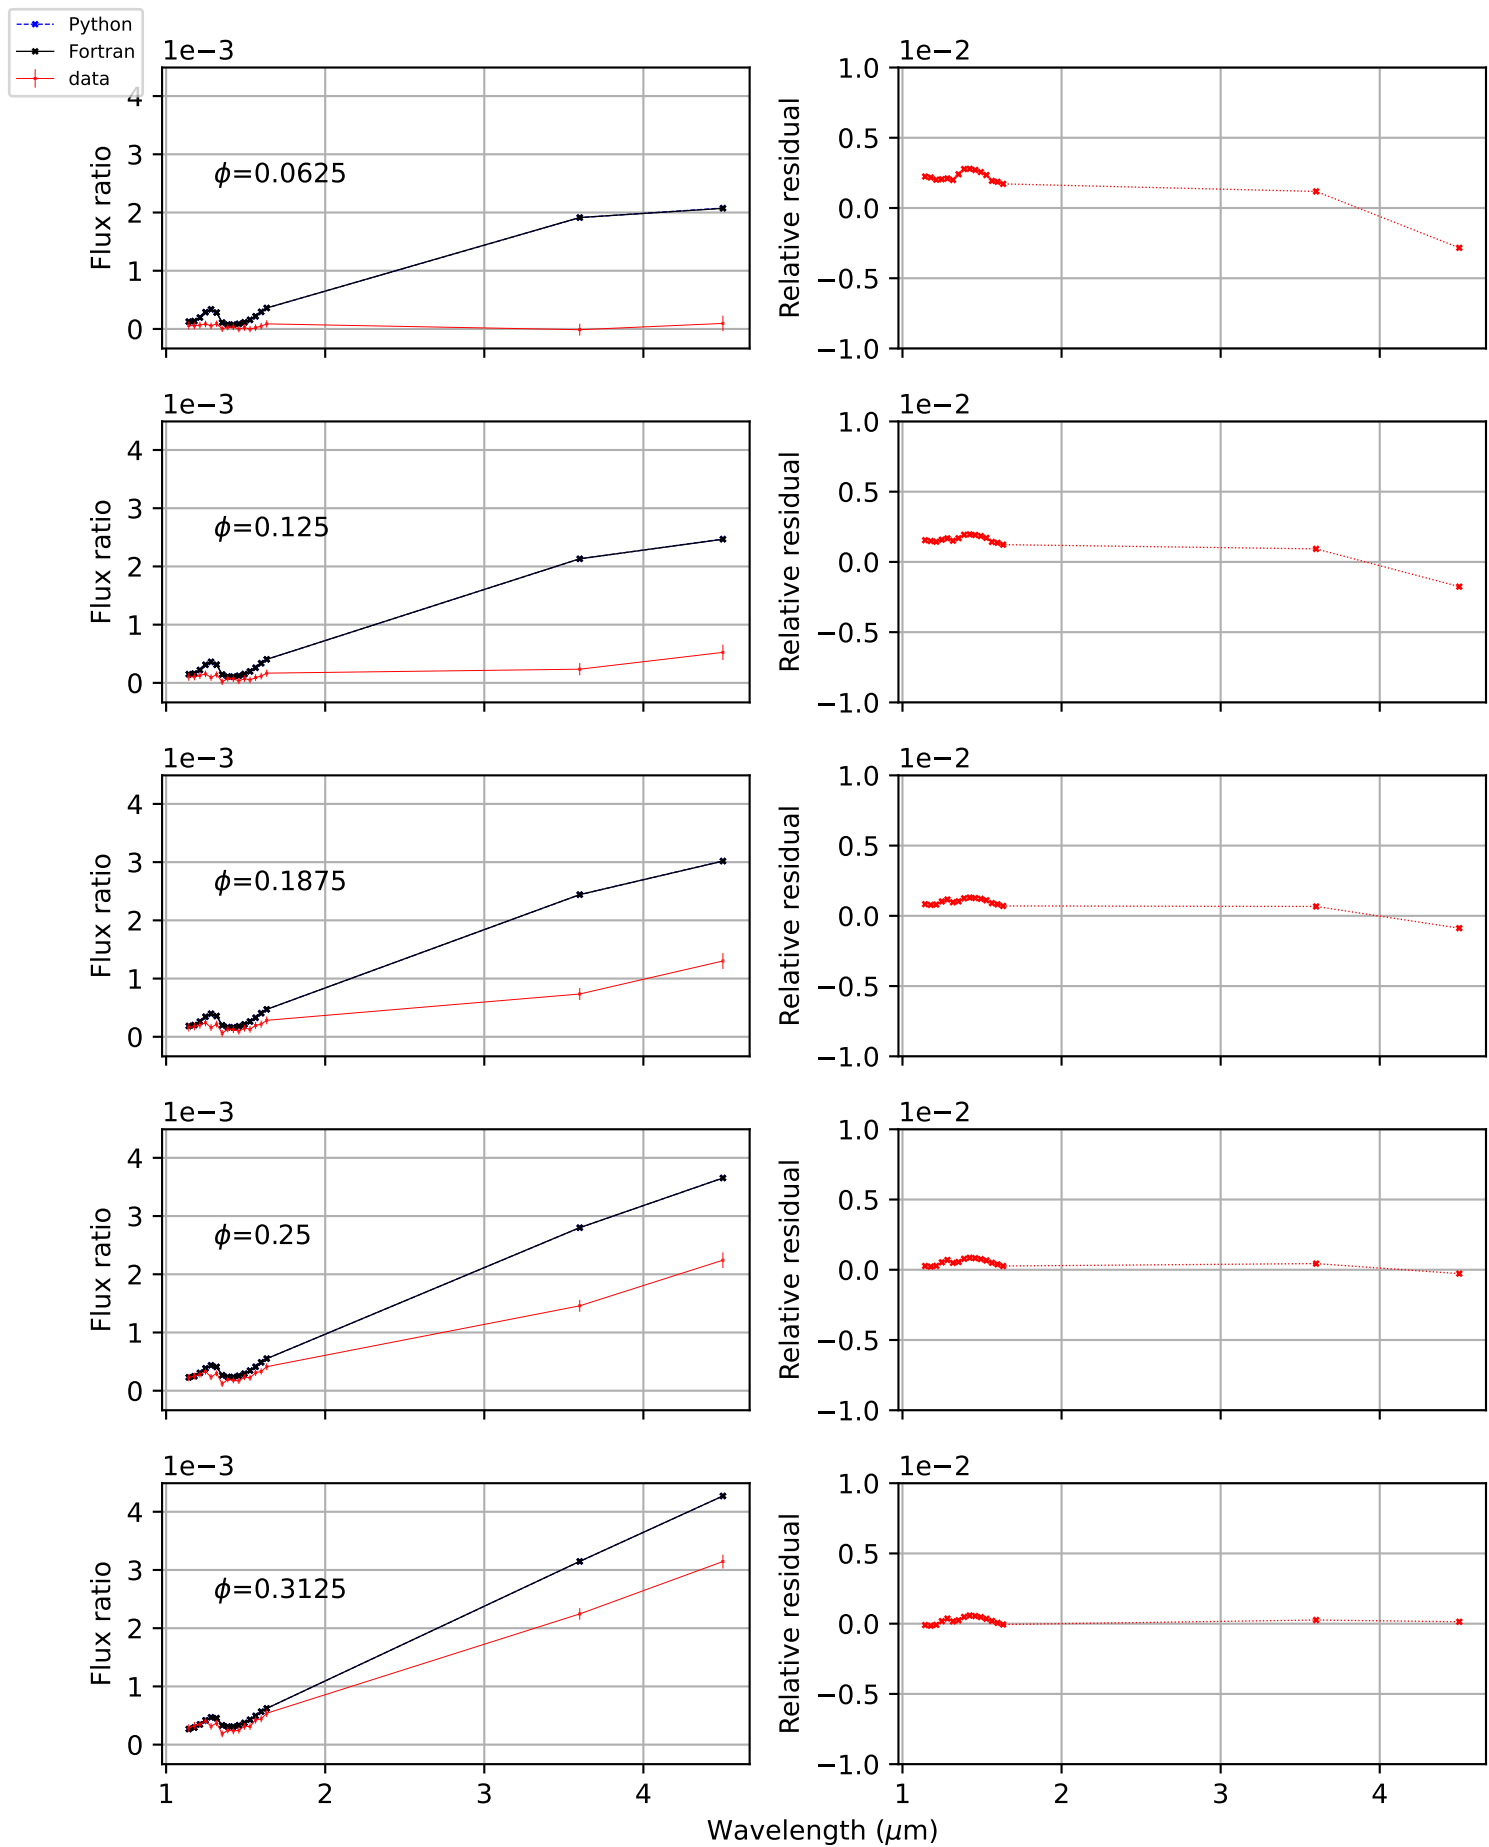 Python
Fortran
data
1e−3
4
3
2
1
0
Flux ratio
ϕ=0.0625
1e−2
1.0
0.5
0.0
−0.5
−1.0
Relative residual
1e−3
4
3
2
1
0
Flux ratio
ϕ=0.125
1e−2
1.0
0.5
0.0
−0.5
−1.0
Relative residual
1e−3
4
3
2
1
0
Flux ratio
ϕ=0.1875
1e−2
1.0
0.5
0.0
−0.5
−1.0
Relative residual
1e−3
4
3
2
1
0
Flux ratio
ϕ=0.25
1e−2
1.0
0.5
0.0
−0.5
−1.0
Relative residual
1e−3
4
3
2
1
0
Flux ratio
ϕ=0.3125
1 2 3 4
1e−2
1.0
0.5
0.0
−0.5
−1.0
Relative residual
1 2 3 4
Wavelength (μm)